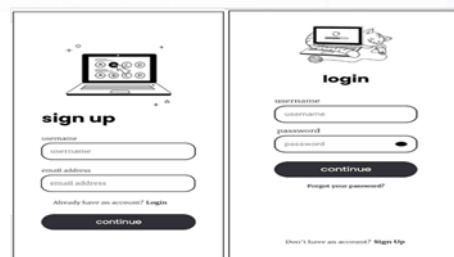 sign up
username
username
email address
email address
Already have an account? Login
continue
login
username
username
password
password
continue
Forgot your password?
Don't have an account? Sign Up